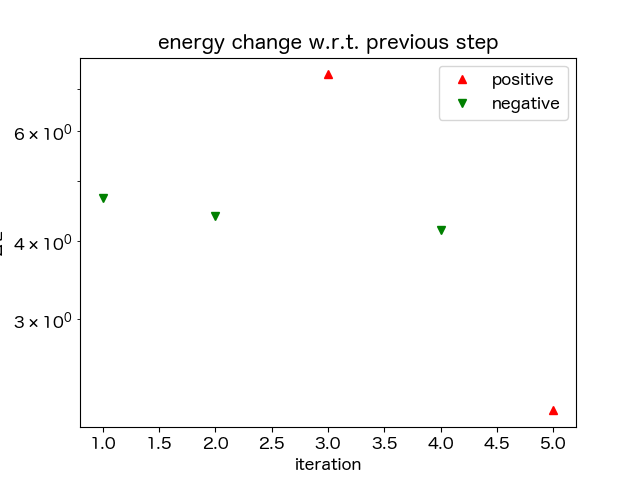 energy change w.r.t. previous step
positive
negative
6 × 10⁰
4 × 10⁰
3 × 10⁰
1.0 1.5 2.0 2.5 3.0 3.5 4.0 4.5 5.0
iteration